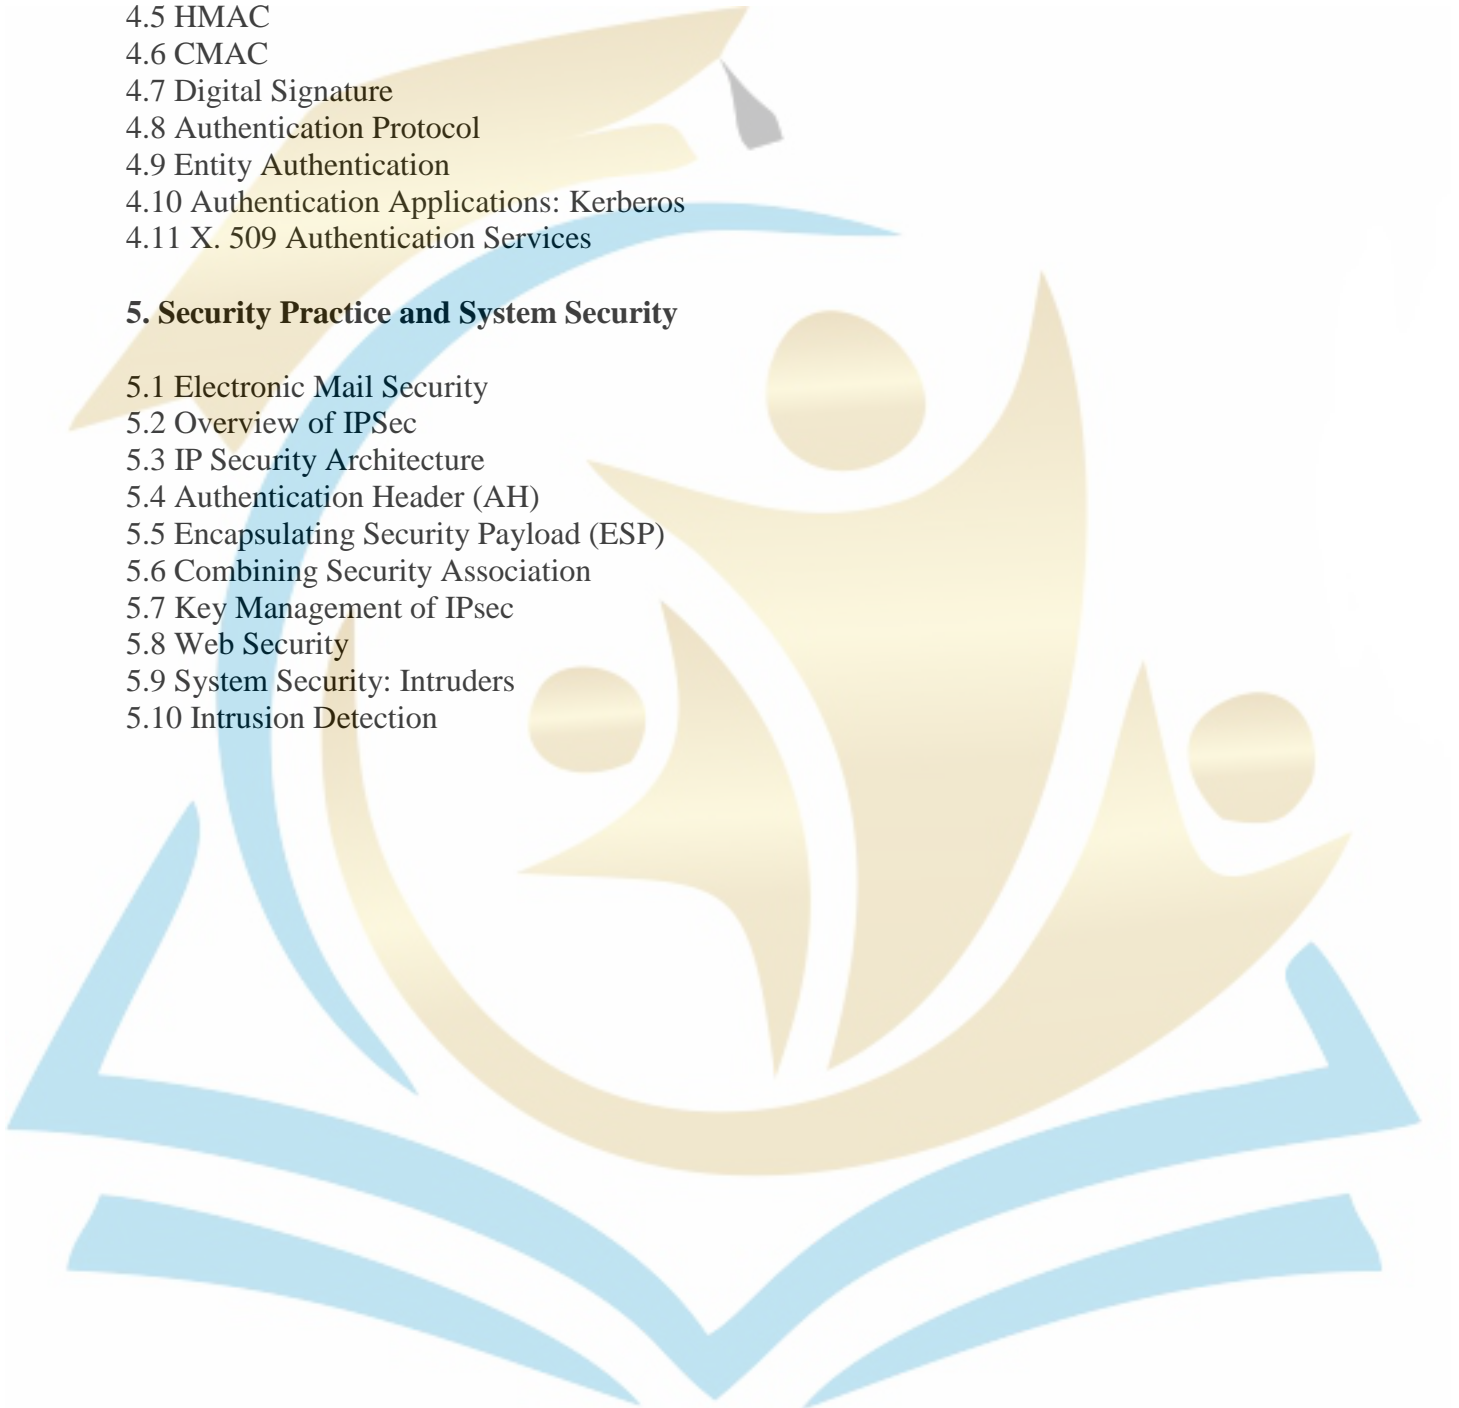 4.5 HMAC
4.6 CMAC
4.7 Digital Signature
4.8 Authentication Protocol
4.9 Entity Authentication
4.10 Authentication Applications: Kerberos
4.11 X. 509 Authentication Services
5. Security Practice and System Security
5.1 Electronic Mail Security
5.2 Overview of IPSec
5.3 IP Security Architecture
5.4 Authentication Header (AH)
5.5 Encapsulating Security Payload (ESP)
5.6 Combining Security Association
5.7 Key Management of IPsec
5.8 Web Security
5.9 System Security: Intruders
5.10 Intrusion Detection